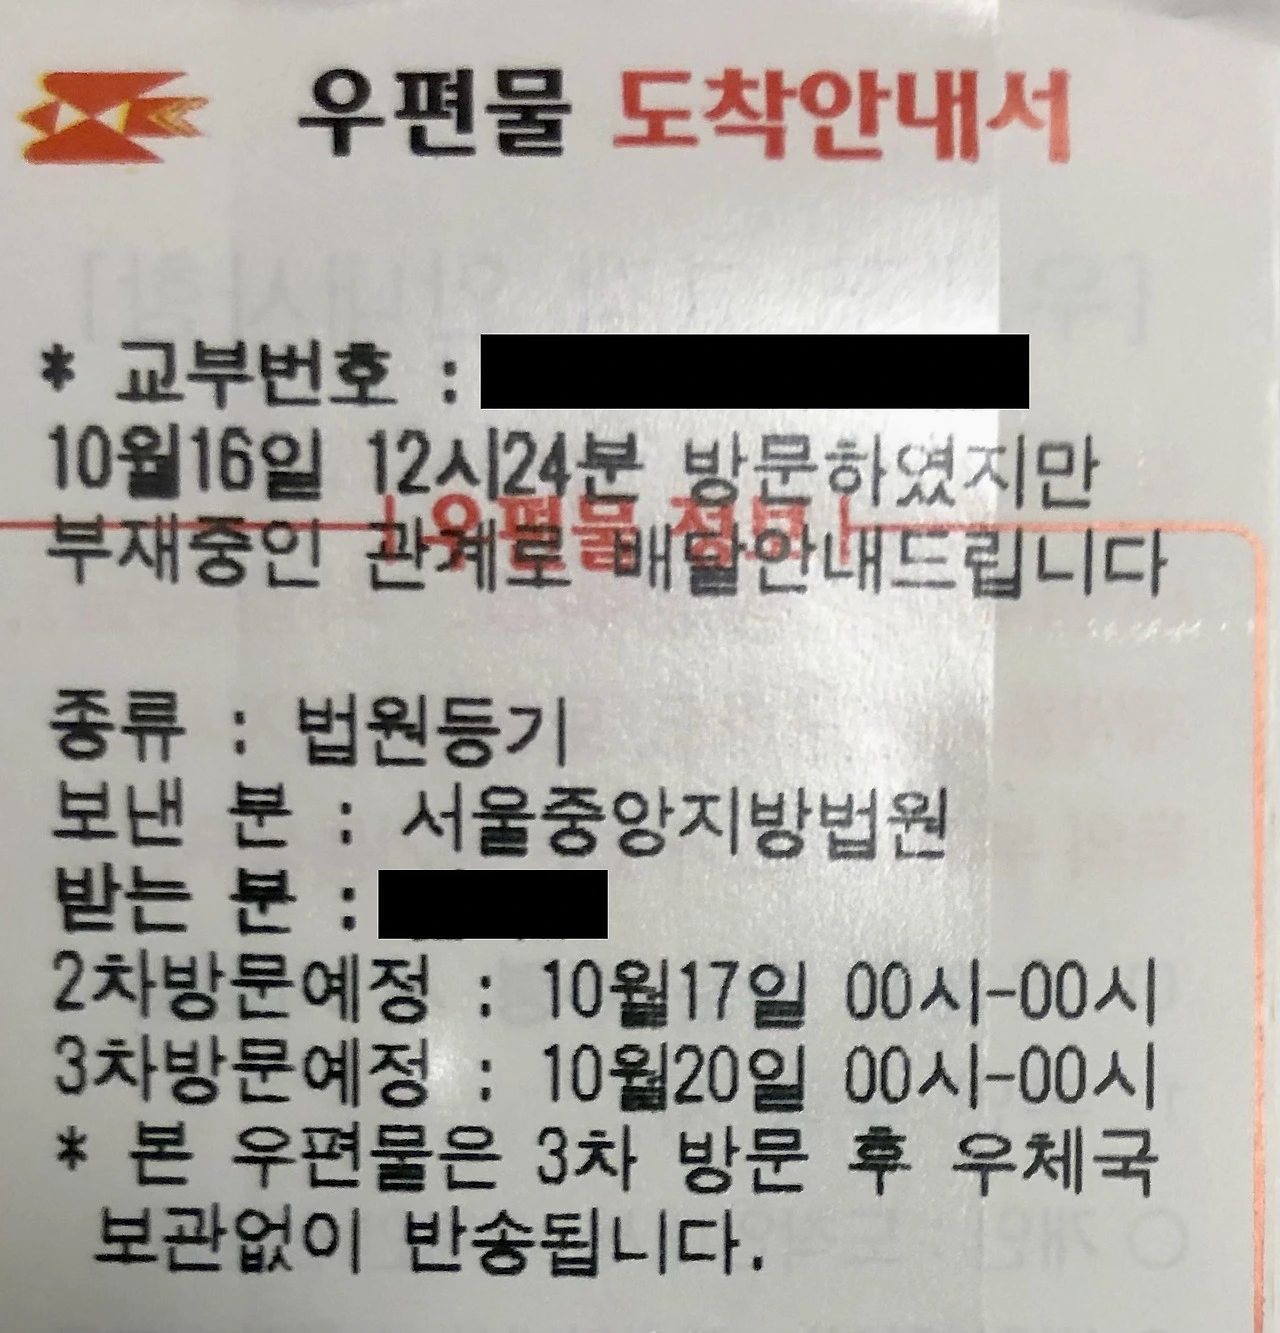 우편물 도착안내서
* 교부번호 :
10월16일 12시24분 방문하였지만
우편물 정보
부재중인 관계로 배달안내드립니다
종류 : 법원등기
보낸 분 : 서울중앙지방법원
받는 분 :
2차방문예정 : 10월17일 00시-00시
3차방문예정 : 10월20일 00시-00시
* 본 우편물은 3차 방문 후 우체국
보관없이 반송됩니다.